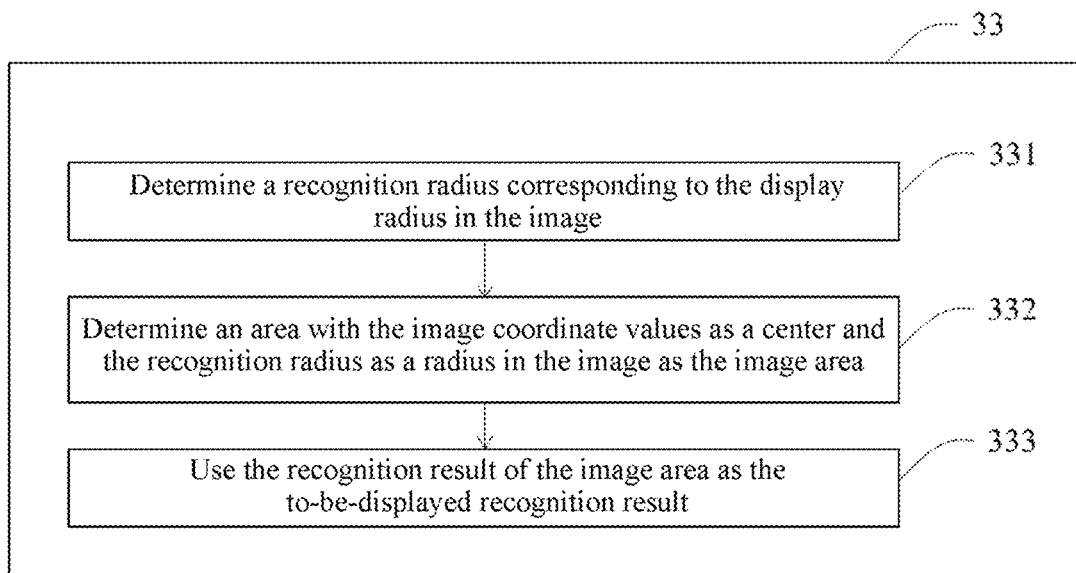 33
331
Determine a recognition radius corresponding to the display
radius in the image
332
Determine an area with the image coordinate values as a center and
the recognition radius as a radius in the image as the image area
333
Use the recognition result of the image area as the
to-be-displayed recognition result